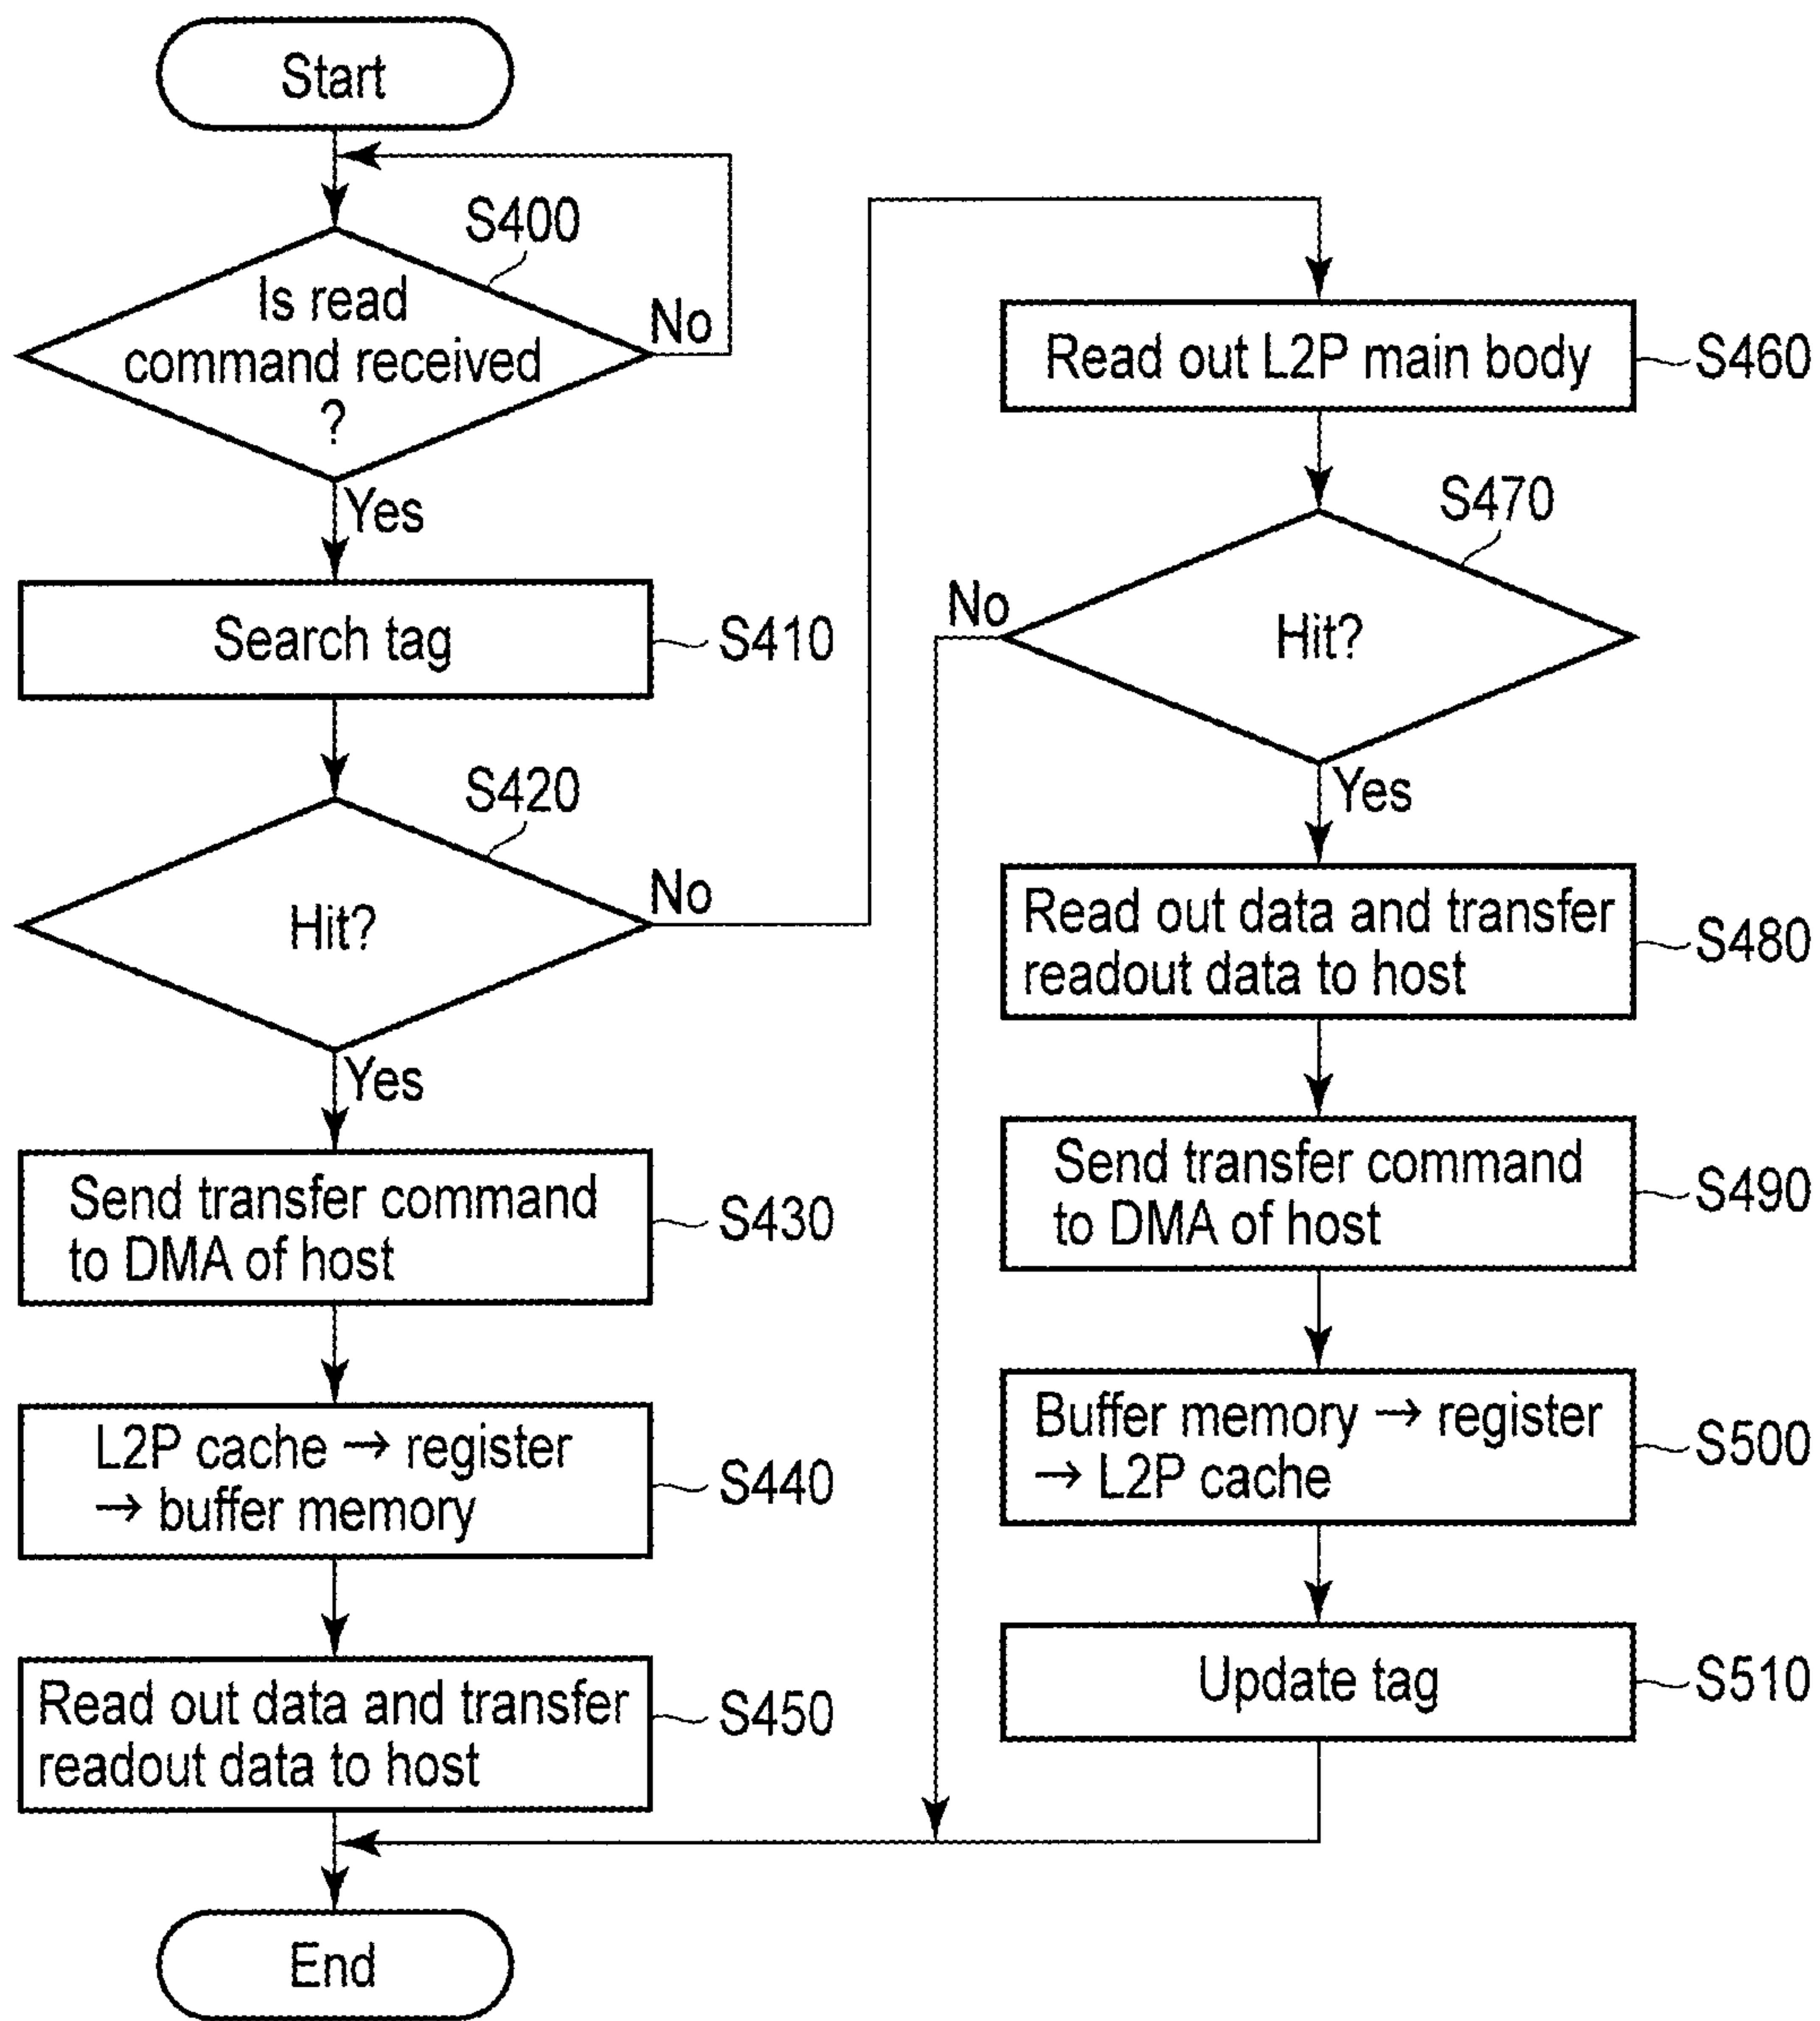 Start
S400
Is read
command received
?
No
Yes
Search tag
S410
S420
Hit?
No
Yes
Send transfer command
to DMA of host
S430
L2P cache → register
→ buffer memory
S440
Read out data and transfer
readout data to host
S450
End
Read out L2P main body
S460
S470
No
Hit?
Yes
Read out data and transfer
readout data to host
S480
Send transfer command
to DMA of host
S490
Buffer memory → register
→ L2P cache
S500
Update tag
S510